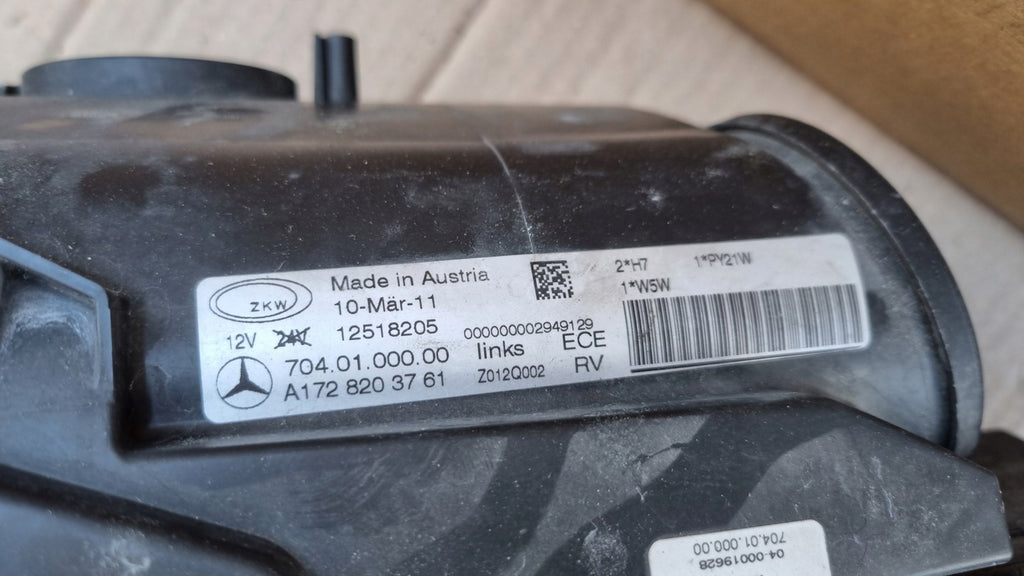 ZKW
Made in Austria
10-Mär-11
2*H7 1*PY21W
1*W5W
12V 24V 12518205 000000002949129
704.01.000.00 links ECE
A172 820 37 61 Z012Q002 RV
04-00019628
704.01.000.00